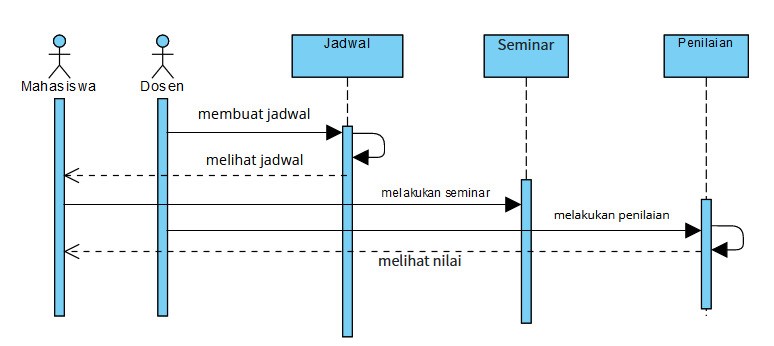 Jadwal
Seminar
Penilaian
Mahasiswa
Dosen
membuat jadwal
melihat jadwal
melakukan seminar
melakukan penilaian
melihat nilai